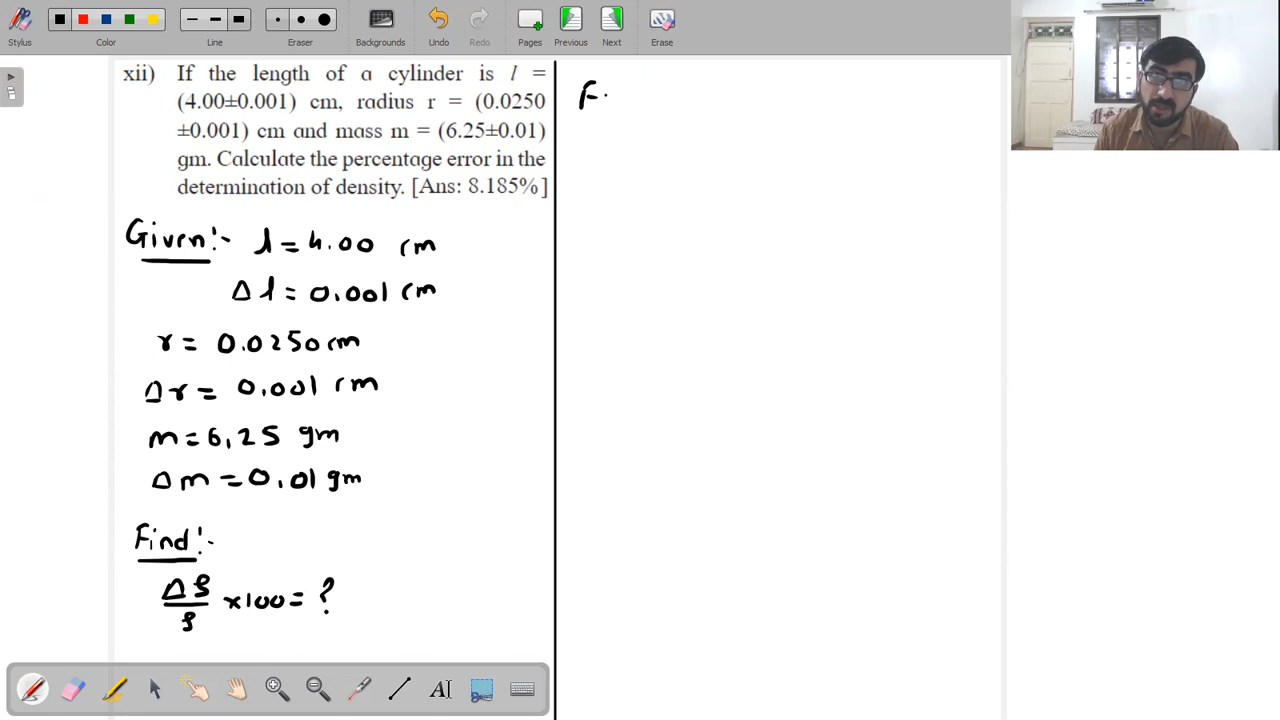 Stylus
Color
Line
Eraser
Backgrounds
Undo
Redo
Pages
Previous
Next
Erase
xii) If the length of a cylinder is l =
(4.00±0.001) cm, radius r = (0.0250
±0.001) cm and mass m = (6.25±0.01)
gm. Calculate the percentage error in the
determination of density. [Ans: 8.185%]
Given:- l = 4.00 cm
Δl = 0.001 cm
r = 0.0250 cm
Δr = 0.001 cm
m = 6.25 gm
Δm = 0.01 gm
Find:-
Δρ/ρ ×100 = ?
F.
AI